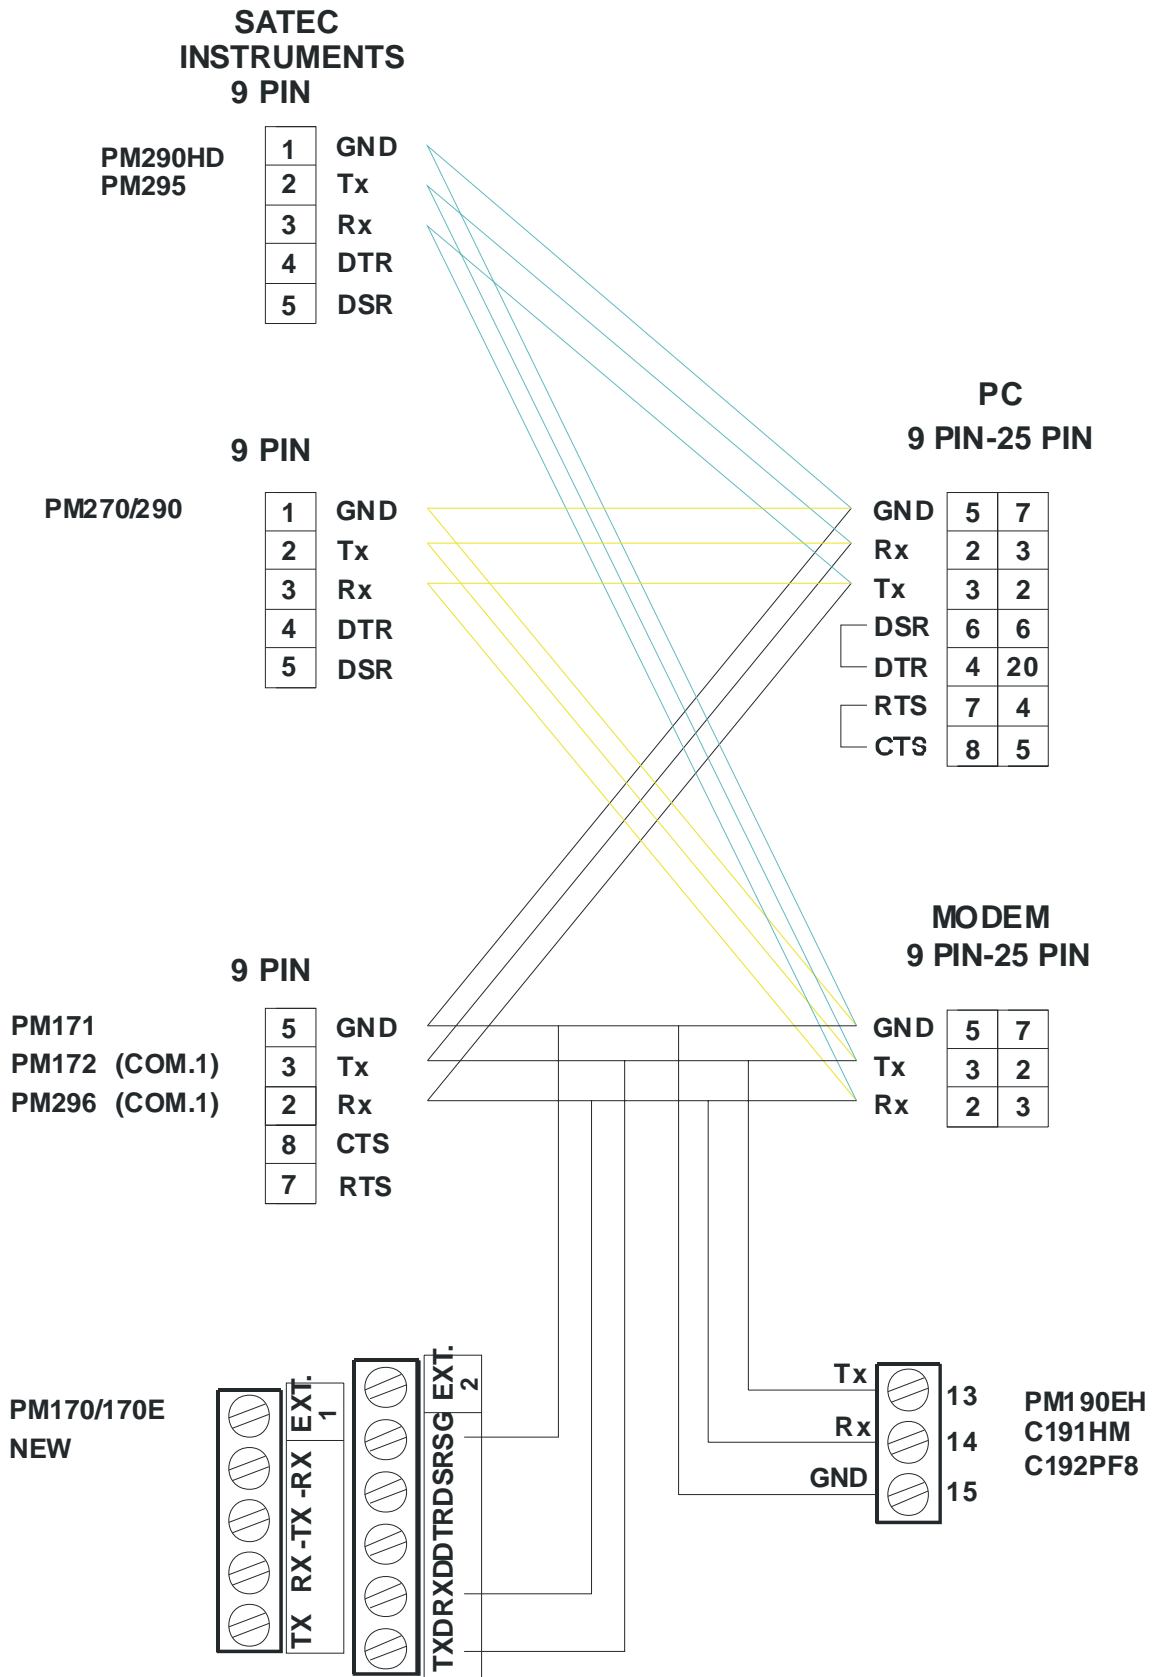 SATEC
INSTRUMENTS
9 PIN
PM290HD
PM295
1 GND
2 Tx
3 Rx
4 DTR
5 DSR
PC
9 PIN-25 PIN
9 PIN
PM270/290
1 GND
2 Tx
3 Rx
4 DTR
5 DSR
GND 5 7
Rx 2 3
Tx 3 2
DSR 6 6
DTR 4 20
RTS 7 4
CTS 8 5
MODEM
9 PIN-25 PIN
9 PIN
PM171
PM172 (COM.1)
PM296 (COM.1)
5 GND
3 Tx
2 Rx
8 CTS
7 RTS
GND 5 7
Tx 3 2
Rx 2 3
PM170/170E
NEW
TX RX -TX -RX EXT.
1
TXD RXD DTR DSR SG EXT.
2
Tx 13
Rx 14
GND 15
PM190EH
C191HM
C192PF8